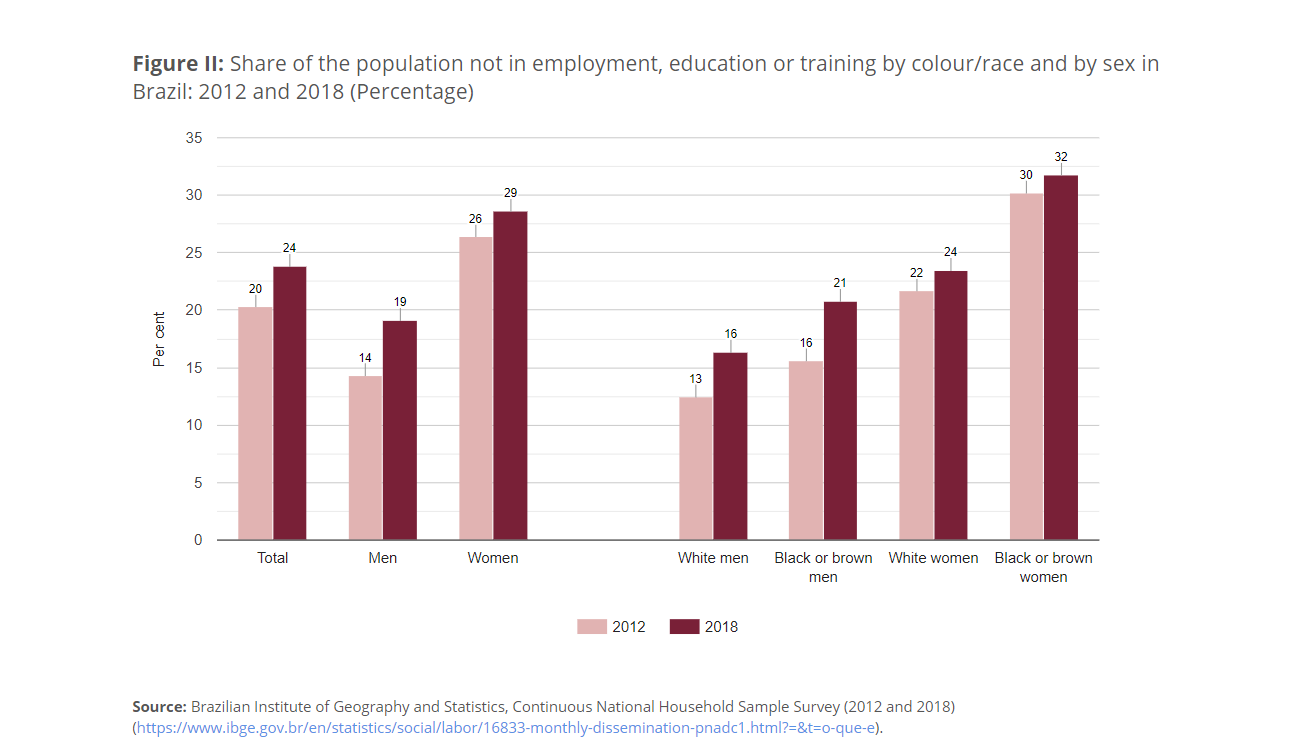 Figure II: Share of the population not in employment, education or training by colour/race and by sex in
Brazil: 2012 and 2018 (Percentage)
35
30
25
20
15
10
5
0
Per cent
20
24
14
19
26
29
13
16
16
21
22
24
30
32
Total
Men
Women
White men
Black or brown
men
White women
Black or brown
women
2012
2018
Source: Brazilian Institute of Geography and Statistics, Continuous National Household Sample Survey (2012 and 2018)
(https://www.ibge.gov.br/en/statistics/social/labor/16833-monthly-dissemination-pnadc1.html?=&t=o-que-e).